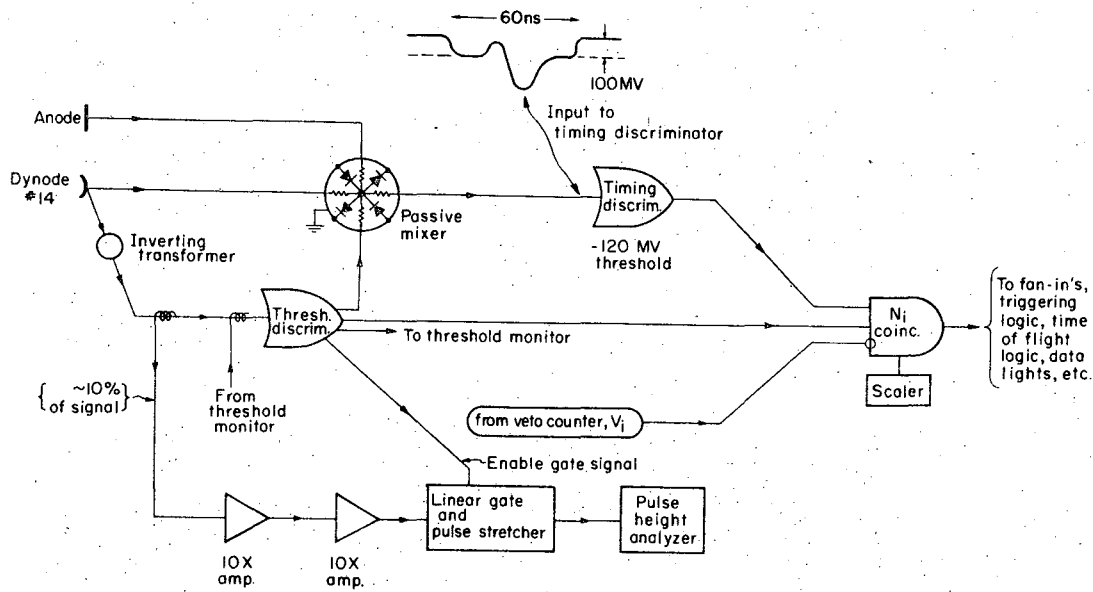 60ns
100MV
Input to
timing discriminator
Anode
Dynode
#14
Passive
mixer
Timing
discrim.
-120 MV
threshold
Inverting
transformer
Thresh.
discrim.
To threshold monitor
Ni
coinc.
Scaler
To fan-in's,
triggering
logic, time
of flight
logic, data
lights, etc.
~10%
of signal
From
threshold
monitor
from veto counter, Vi
Enable gate signal
Linear gate
and
pulse stretcher
Pulse
height
analyzer
10X
amp.
10X
amp.